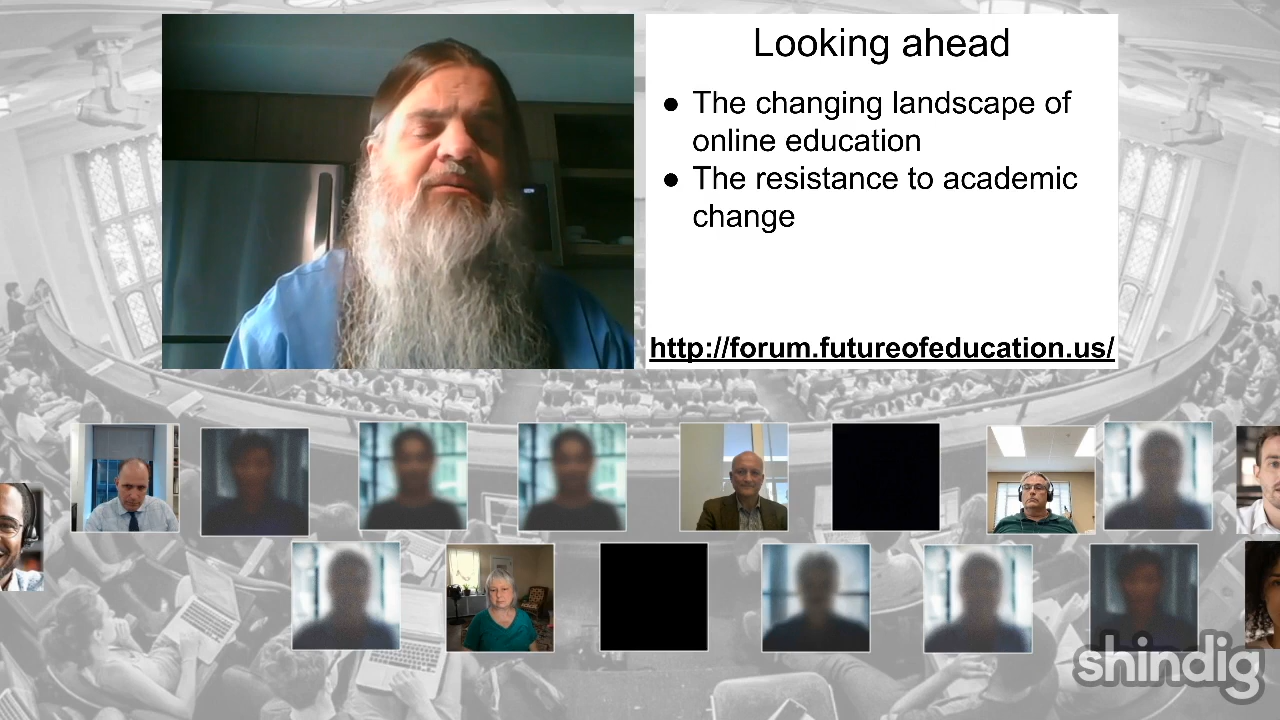 Looking ahead
● The changing landscape of
online education
● The resistance to academic
change
http://forum.futureofeducation.us/
shindig